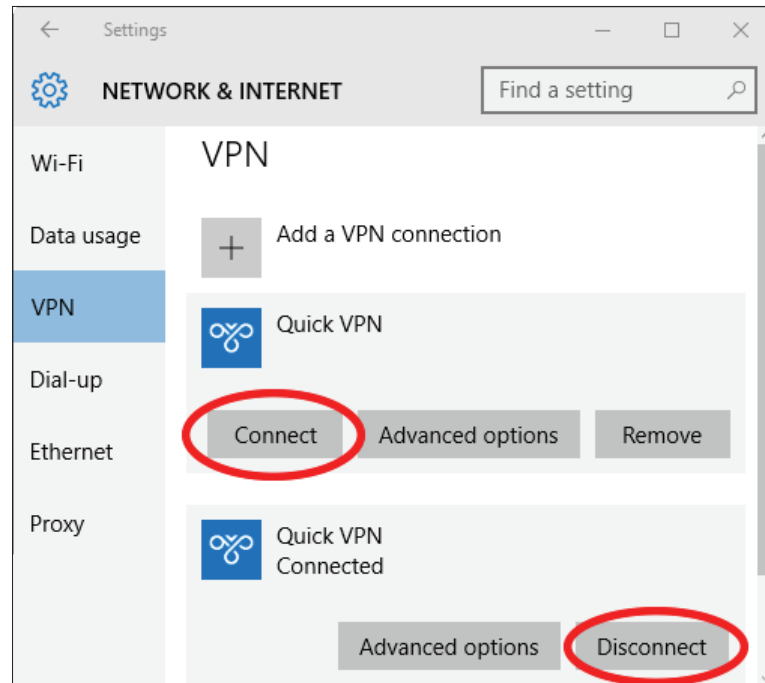 Settings
NETWORK & INTERNET
Find a setting
Wi-Fi
Data usage
VPN
Dial-up
Ethernet
Proxy
VPN
Add a VPN connection
Quick VPN
Connect Advanced options Remove
Quick VPN
Connected
Advanced options Disconnect